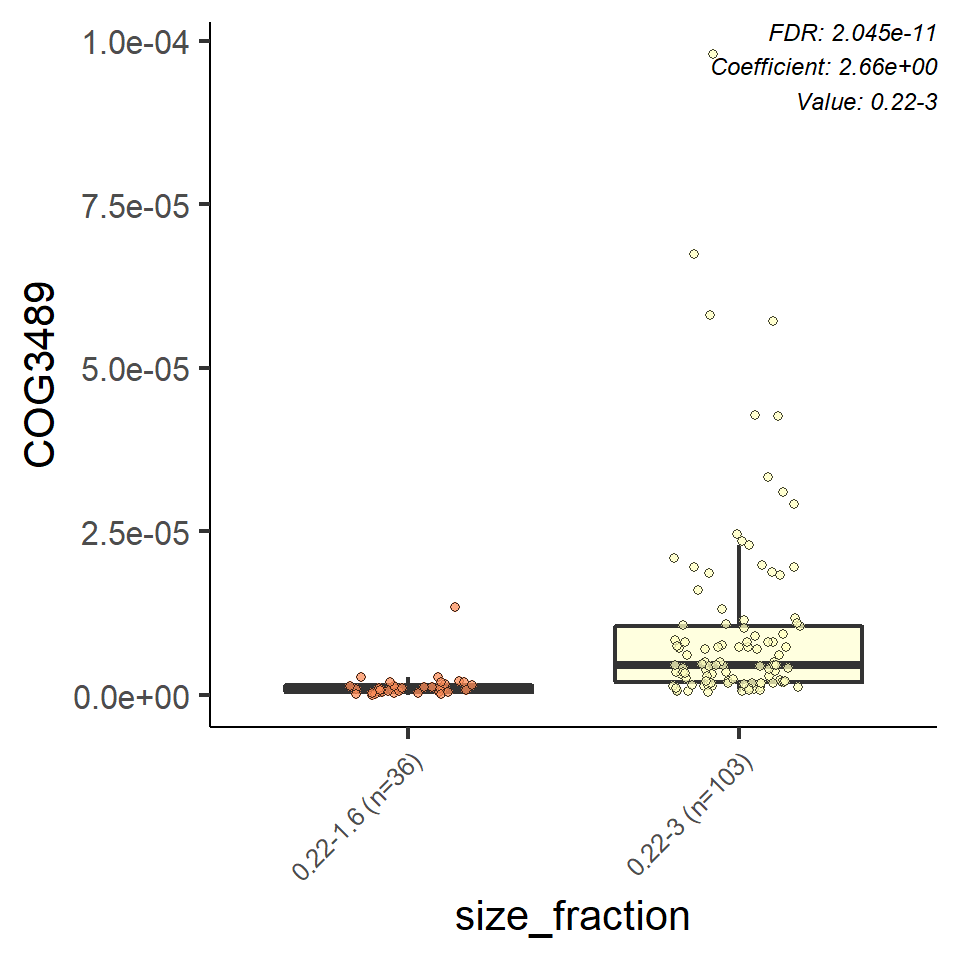 FDR: 2.045e-11
Coefficient: 2.66e+00
Value: 0.22-3
1.0e-04
7.5e-05
5.0e-05
2.5e-05
0.0e+00
COG3489
0.22-1.6 (n=36)
0.22-3 (n=103)
size_fraction